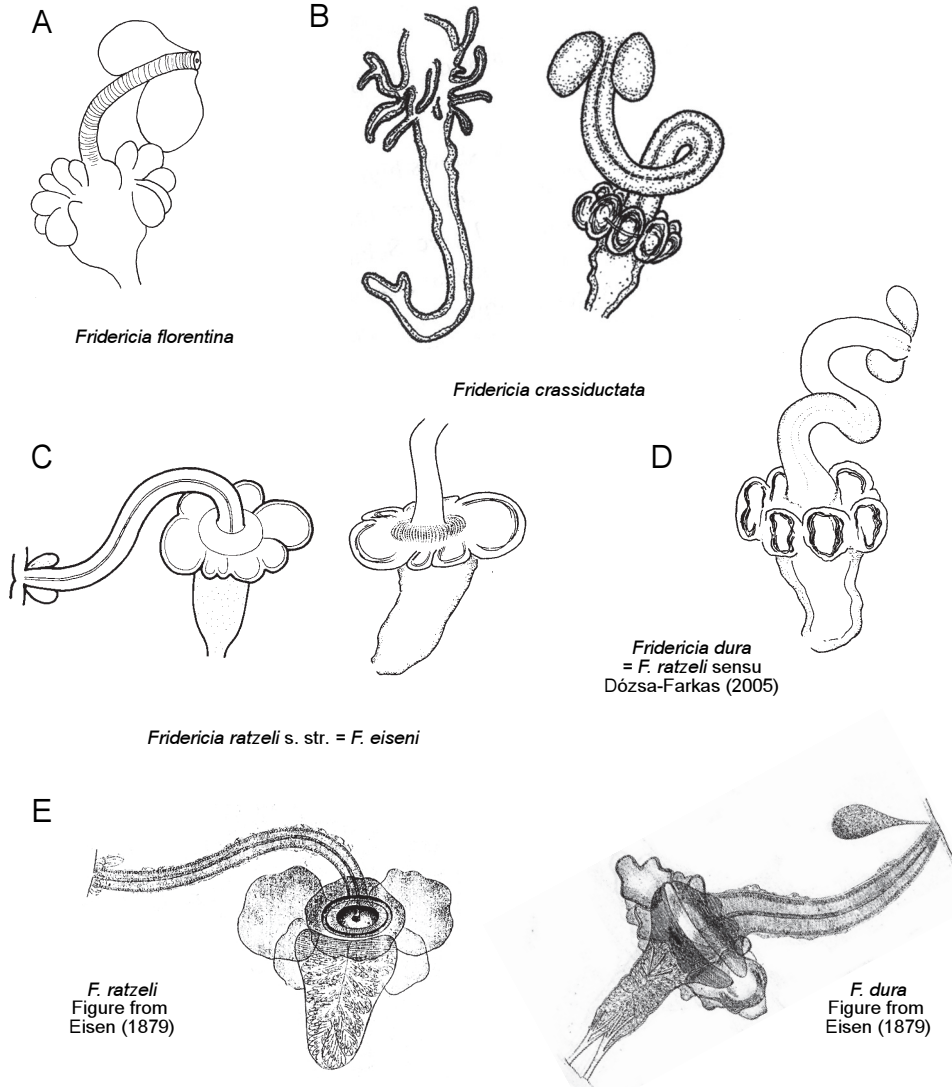 A
B
Fridericia florentina
Fridericia crassiductata
C
D
Fridericia dura
= F. ratzeli sensu
Dózsa-Farkas (2005)
Fridericia ratzeli s. str. = F. eiseni
E
F. ratzeli
Figure from
Eisen (1879)
F. dura
Figure from
Eisen (1879)